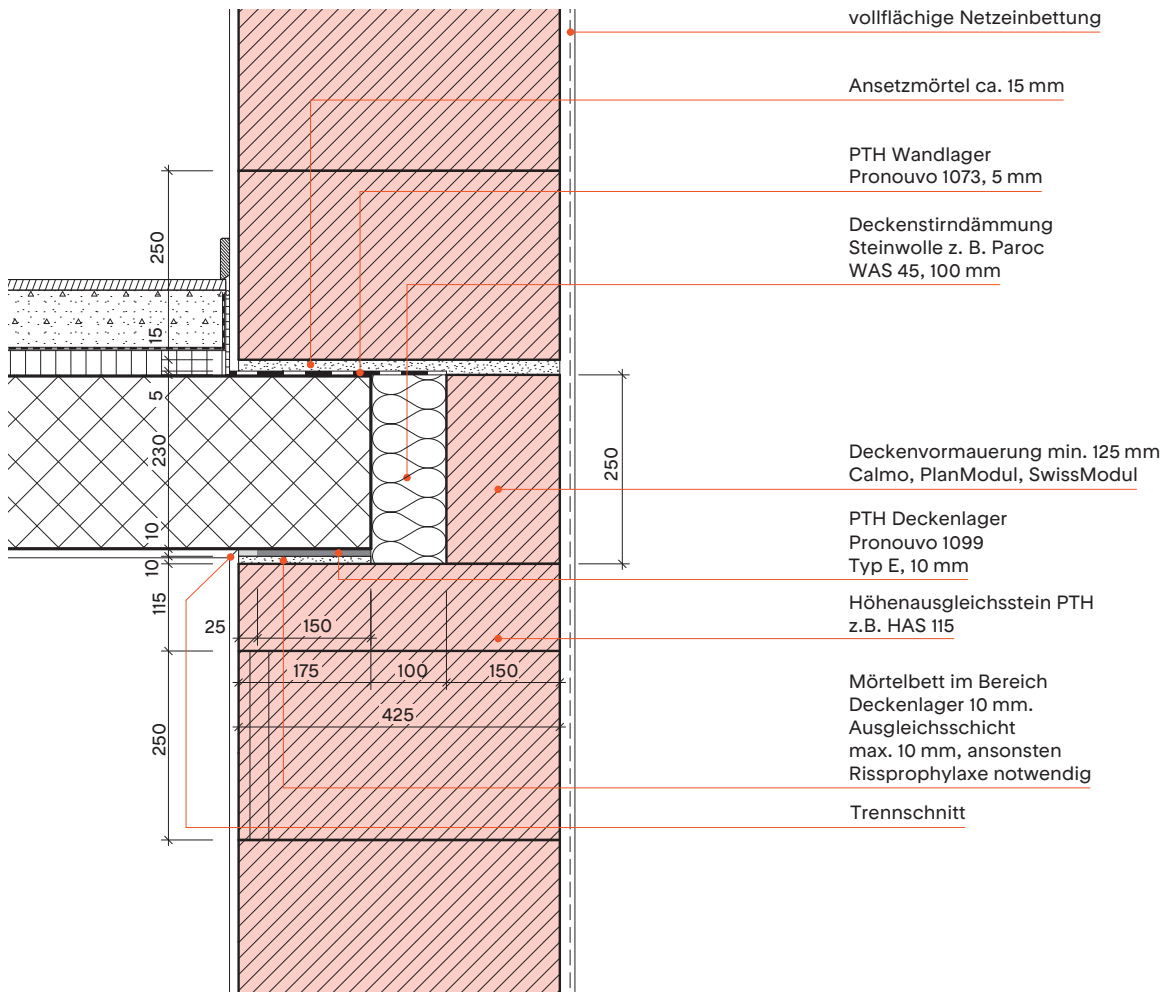 vollflächige Netzeinbettung
Ansetzmörtel ca. 15 mm
PTH Wandlager
Pronouvo 1073, 5 mm
Deckenstirndämmung
Steinwolle z. B. Paroc
WAS 45, 100 mm
Deckenvormauerung min. 125 mm
Calmo, PlanModul, SwissModul
PTH Deckenlager
Pronouvo 1099
Typ E, 10 mm
Höhenausgleichsstein PTH
z.B. HAS 115
Mörtelbett im Bereich
Deckenlager 10 mm.
Ausgleichsschicht
max. 10 mm, ansonsten
Rissprophylaxe notwendig
Trennschnitt
250
15
5
230
10
10
115
250
250
25
150
175
100
150
425